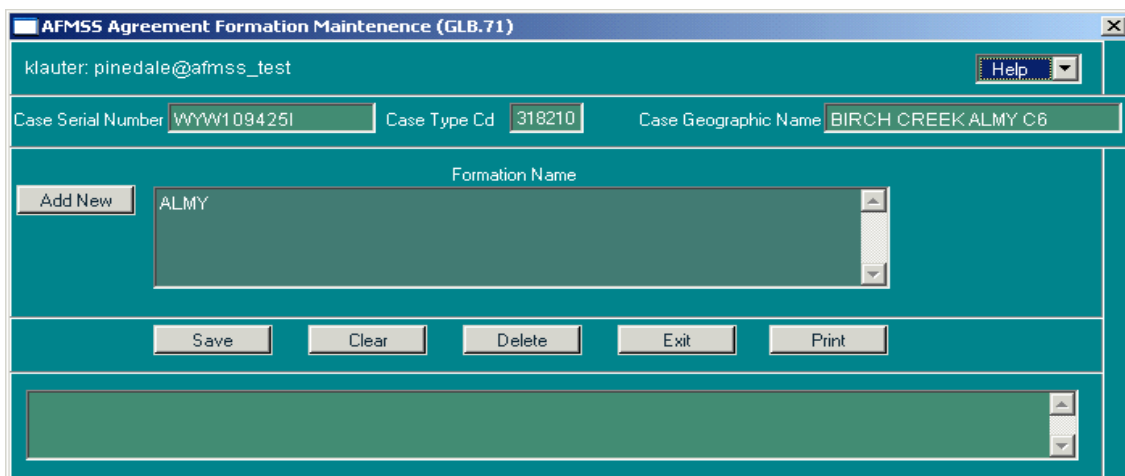 AFMSS Agreement Formation Maintenence (GLB.71)
klauter: pinedale@afmss_test
Help
Case Serial Number WYW109425I Case Type Cd 318210 Case Geographic Name BIRCH CREEK ALMY C6
Formation Name
Add New
ALMY
Save Clear Delete Exit Print